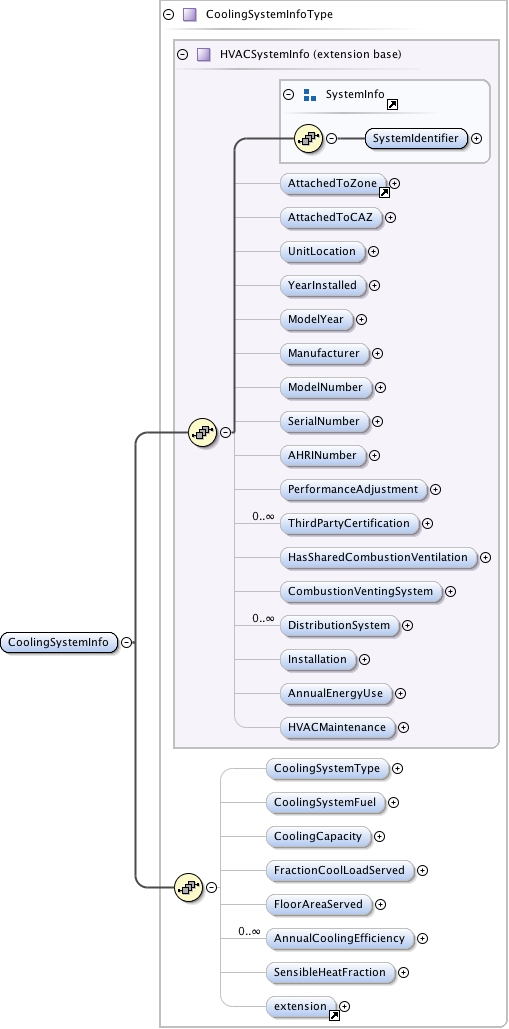 CoolingSystemInfoType
HVACSystemInfo (extension base)
SystemInfo
SystemIdentifier
AttachedToZone
AttachedToCAZ
UnitLocation
YearInstalled
ModelYear
Manufacturer
ModelNumber
SerialNumber
AHRINumber
PerformanceAdjustment
0..∞
ThirdPartyCertification
HasSharedCombustionVentilation
CombustionVentingSystem
0..∞
DistributionSystem
CoolingSystemInfo
Installation
AnnualEnergyUse
HVACMaintenance
CoolingSystemType
CoolingSystemFuel
CoolingCapacity
FractionCoolLoadServed
FloorAreaServed
0..∞
AnnualCoolingEfficiency
SensibleHeatFraction
extension